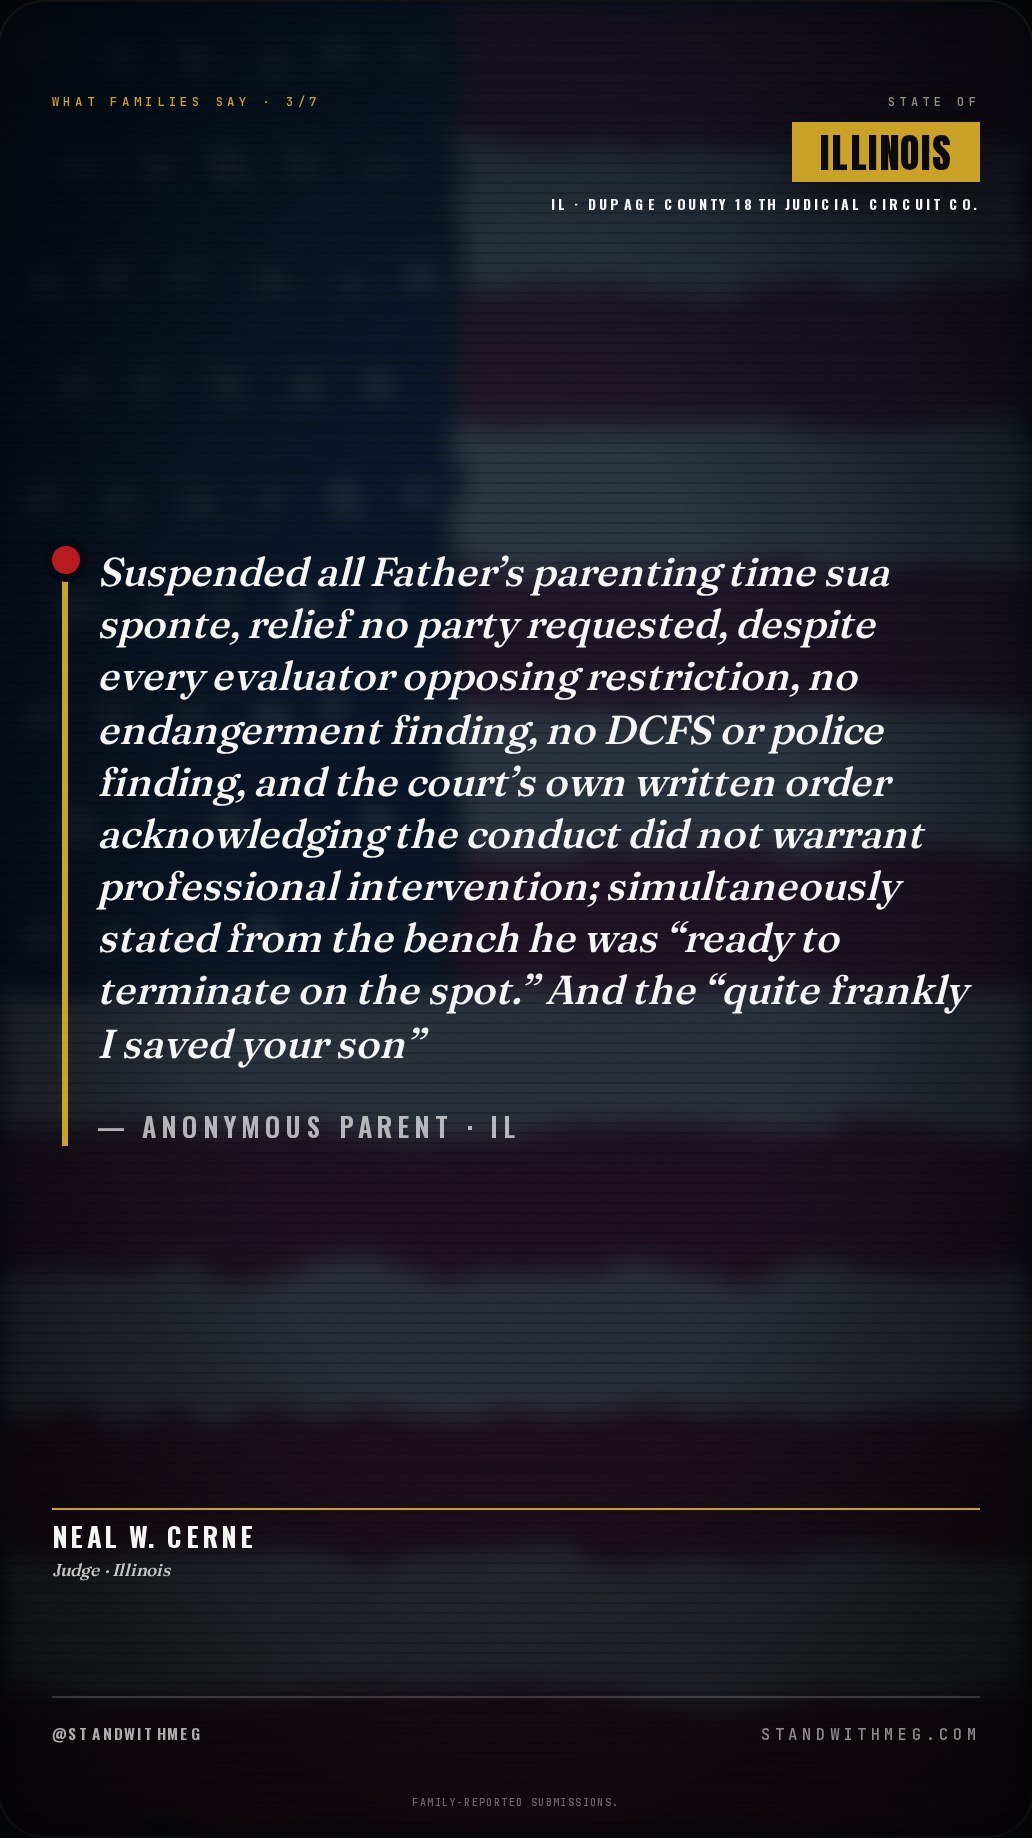 WHAT FAMILIES SAY · 3/7
STATE OF
ILLINOIS
IL · DUPAGE COUNTY 18TH JUDICIAL CIRCUIT CO.
Suspended all Father’s parenting time sua
sponte, relief no party requested, despite
every evaluator opposing restriction, no
endangerment finding, no DCFS or police
finding, and the court’s own written order
acknowledging the conduct did not warrant
professional intervention; simultaneously
stated from the bench he was “ready to
terminate on the spot.” And the “quite frankly
I saved your son”
— ANONYMOUS PARENT · IL
NEAL W. CERNE
Judge · Illinois
@STANDWITHMEG
STANDWITHMEG.COM
FAMILY-REPORTED SUBMISSIONS.